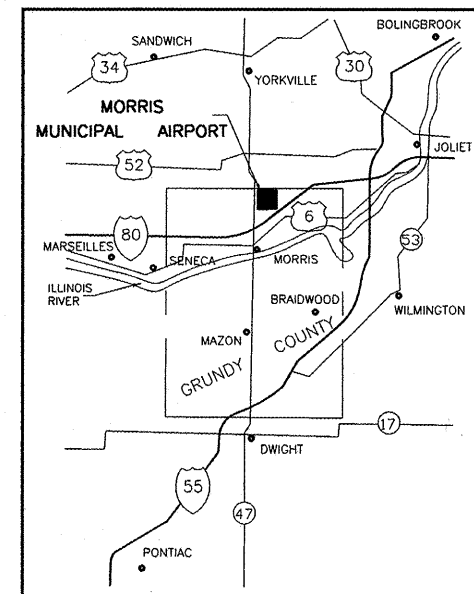 BOLINGBROOK
SANDWICH
34
30
YORKVILLE
MORRIS
MUNICIPAL AIRPORT
JOLIET
52
6
80
53
MARSEILLES
SENECA
MORRIS
ILLINOIS
RIVER
BRAIDWOOD
WILMINGTON
MAZON
GRUNDY COUNTY
17
DWIGHT
55
47
PONTIAC